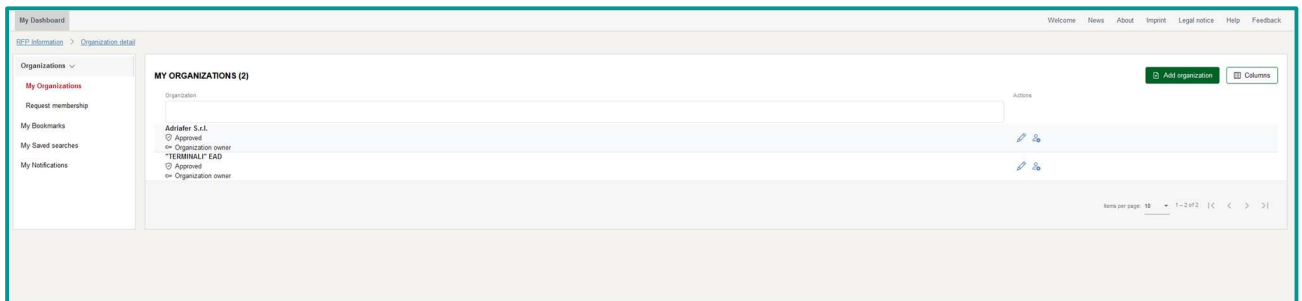 My Dashboard
Welcome News About Imprint Legal notice Help Feedback
RFP Information > Organization detail
Organizations
My Organizations
Request membership
My Bookmarks
My Saved searches
My Notifications
MY ORGANIZATIONS (2)
Add organization
Columns
Organization
Actions
Adriafer S.r.l.
Approved
Organization owner
"TERMINALI" EAD
Approved
Organization owner
Items per page: 10 1 – 2 of 2